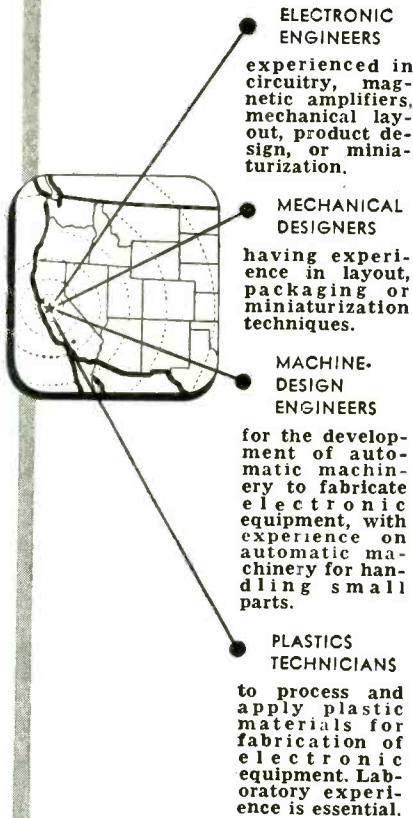 ELECTRONIC
ENGINEERS
experienced in
circuitry, mag-
netic amplifiers,
mechanical lay-
out, product de-
sign, or minia-
turization.
MECHANICAL
DESIGNERS
having experi-
ence in layout,
packaging or
miniaturization
techniques.
MACHINE-
DESIGN
ENGINEERS
for the develop-
ment of auto-
matic machin-
ery to fabricate
electronic
equipment, with
experience on
automatic ma-
chinery for han-
dling small
parts.
PLASTICS
TECHNICIANS
to process and
apply plastic
materials for
fabrication of
electronic
equipment. Lab-
oratory experi-
ence is essential.